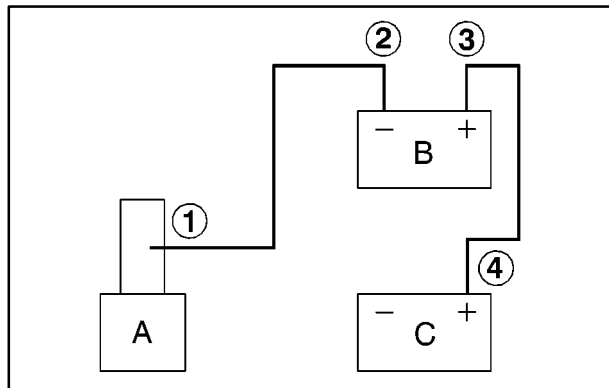 ② ③
− +
B
①
④
A
− +
C